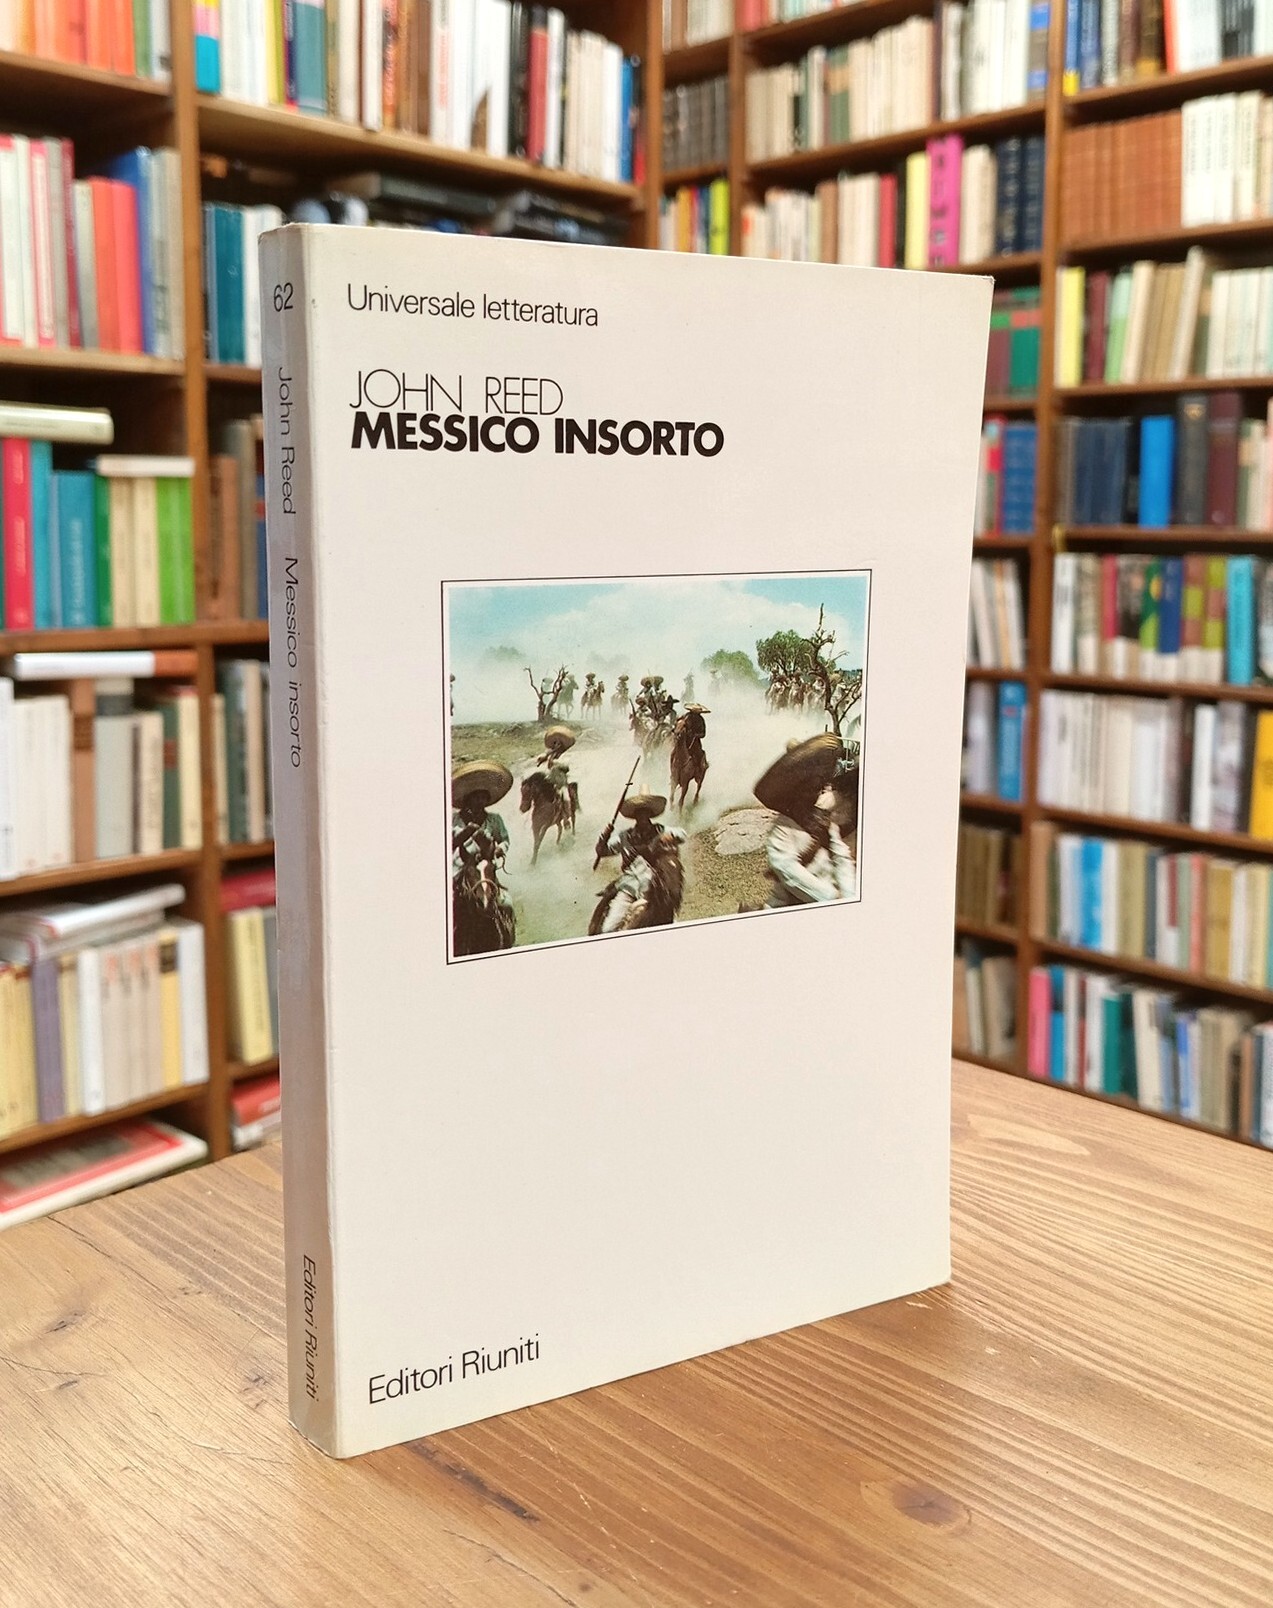 Universale letteratura
JOHN REED
MESSICO INSORTO
Editori Riuniti
62
John Reed Messico insorto
Editori Riuniti